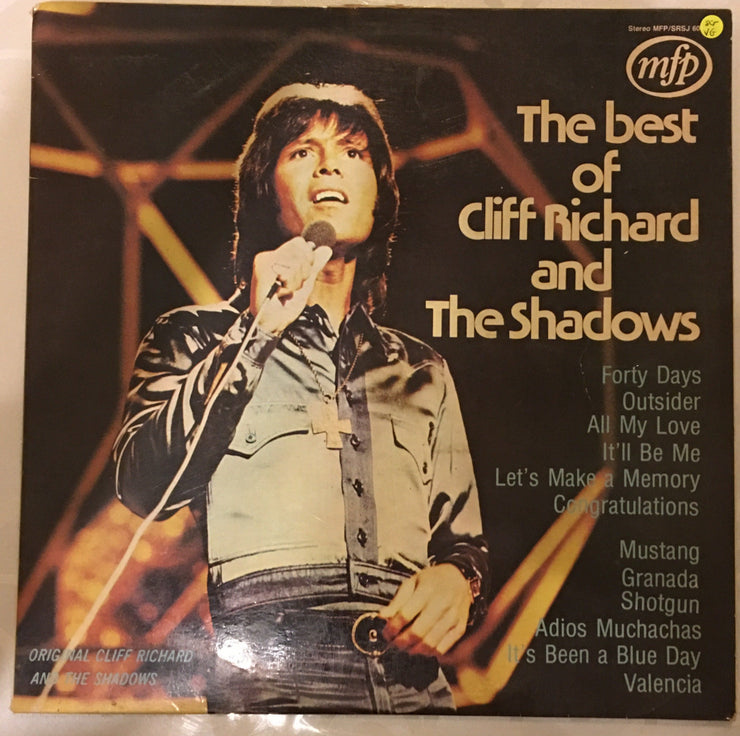 Stereo MFP/SRSJ
mfp
The best
of
Cliff Richard
and
The Shadows
Forty Days
Outsider
All My Love
It'll Be Me
Let's Make a Memory
Congratulations
Mustang
Granada
Shotgun
Adios Muchachas
It's Been a Blue Day
Valencia
ORIGINAL CLIFF RICHARD
AND THE SHADOWS